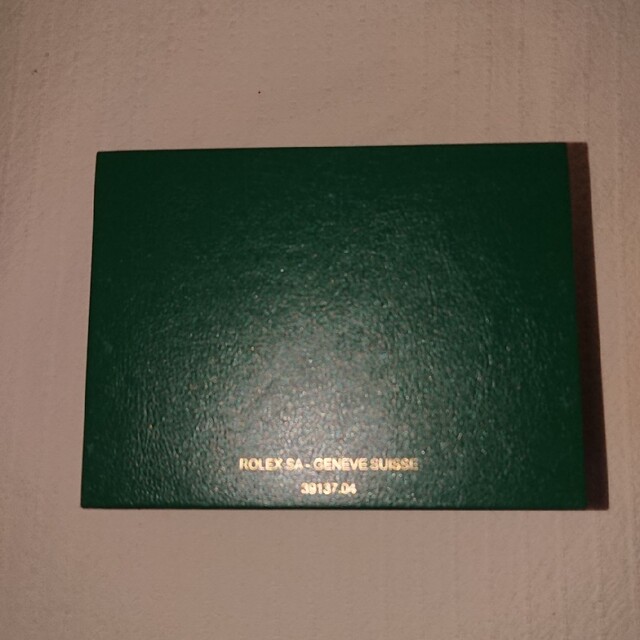 ROLEX SA - GENEVE SUISSE
39137.04